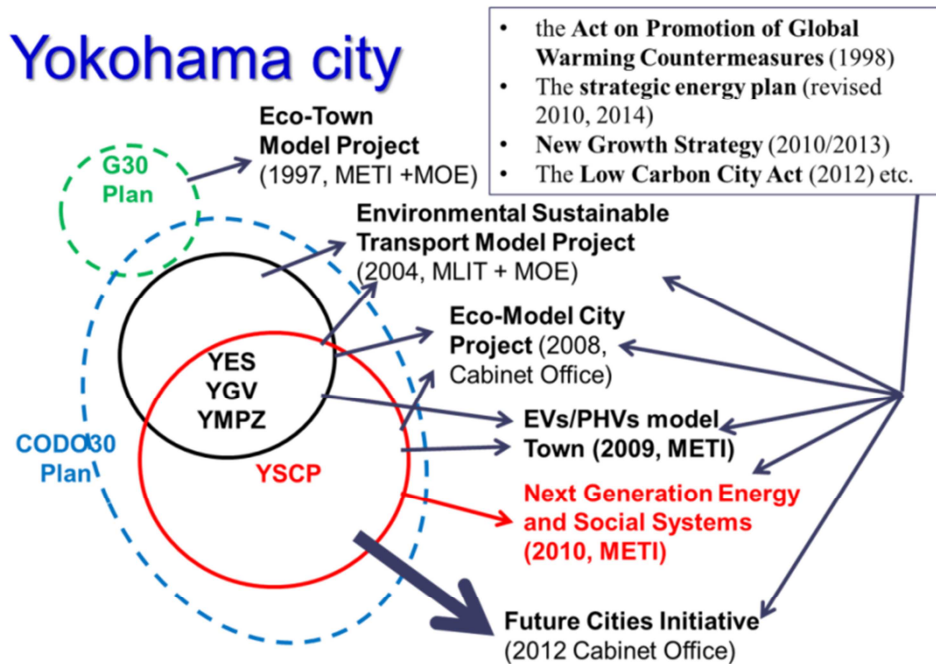 Yokohama city
• the Act on Promotion of Global
Warming Countermeasures (1998)
• The strategic energy plan (revised
2010, 2014)
• New Growth Strategy (2010/2013)
• The Low Carbon City Act (2012) etc.
Eco-Town
Model Project
(1997, METI +MOE)
G30
Plan
Environmental Sustainable
Transport Model Project
(2004, MLIT + MOE)
Eco-Model City
Project (2008,
Cabinet Office)
YES
YGV
YMPZ
EVs/PHVs model
Town (2009, METI)
CODO30
Plan
YSCP
Next Generation Energy
and Social Systems
(2010, METI)
Future Cities Initiative
(2012 Cabinet Office)